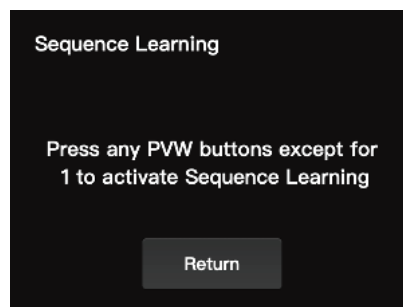 Sequence Learning
Press any PVW buttons except for
1 to activate Sequence Learning
Return